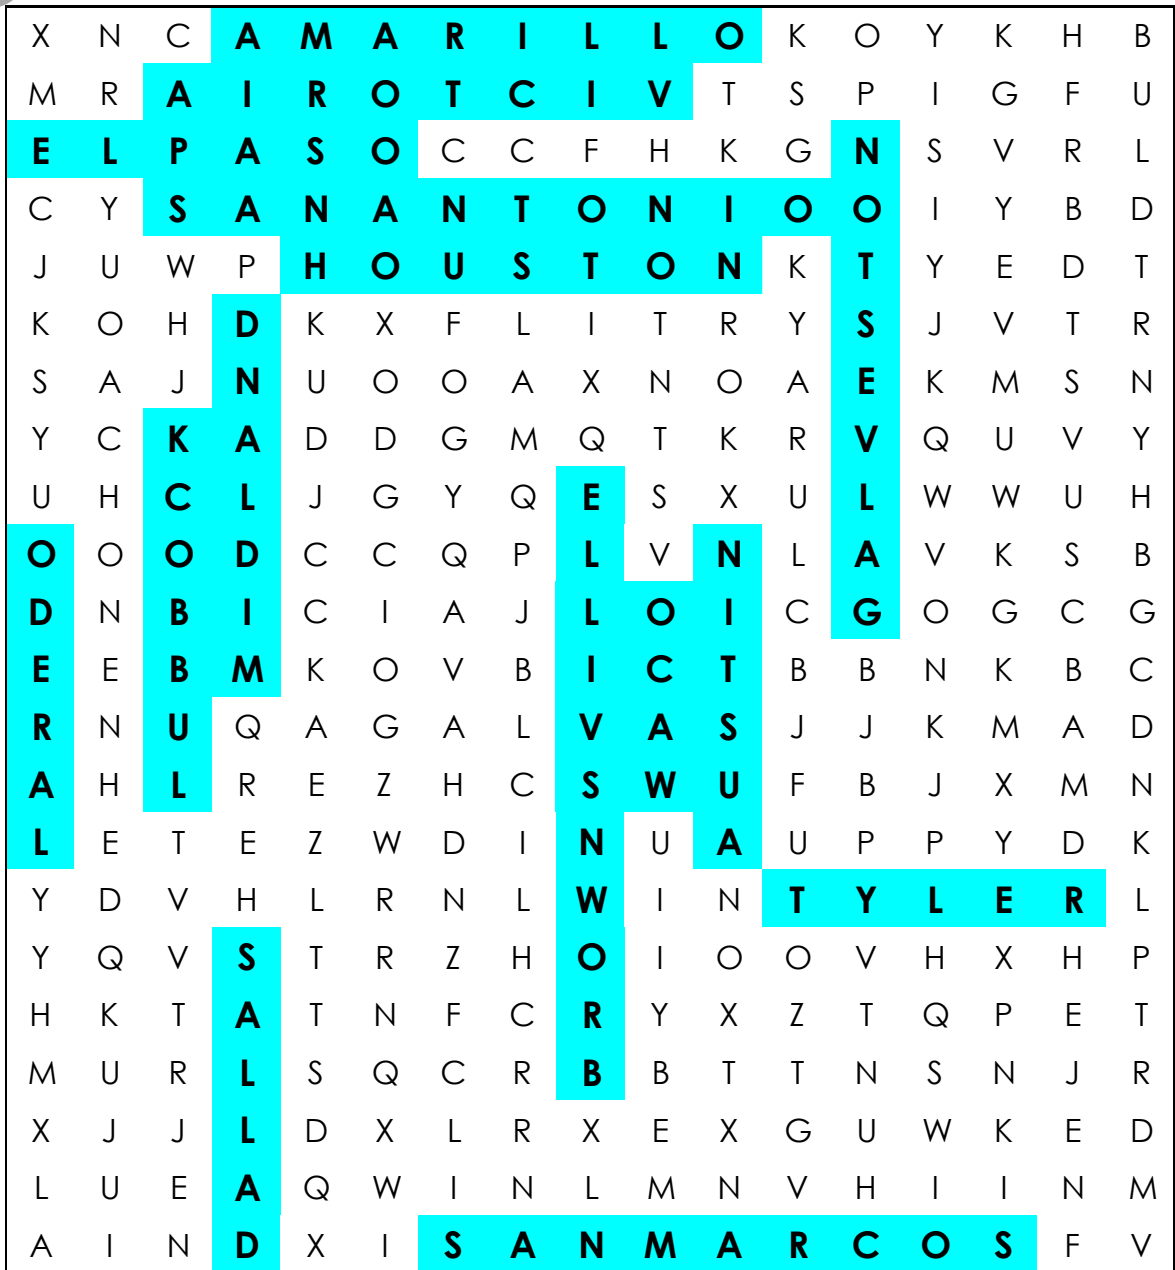 X N C A M A R I L L O K O Y K H B
M R A I R O T C I V T S P I G F U
E L P A S O C C F H K G N S V R L
C Y S A N A N T O N I O O I Y B D
J U W P H O U S T O N K T Y E D T
K O H D K X F L I T R Y S J V T R
S A J N U O O A X N O A E K M S N
Y C K A D D G M Q T K R V Q U V Y
U H C L J G Y Q E S X U L W W U H
O O O D C C Q P L V N L A V K S B
D N B I C I A J L O I C G O G C G
E E B M K O V B I C T B B N K B C
R N U Q A G A L V A S J J K M A D
A H L R E Z H C S W U F B J X M N
L E T E Z W D I N U A U P P Y D K
Y D V H L R N L W I N T Y L E R L
Y Q V S T R Z H O I O O V H X H P
H K T A T N F C R Y X Z T Q P E T
M U R L S Q C R B B T T N S N J R
X J J L D X L R X E X G U W K E D
L U E A Q W I N L M N V H I I N M
A I N D X I S A N M A R C O S F V